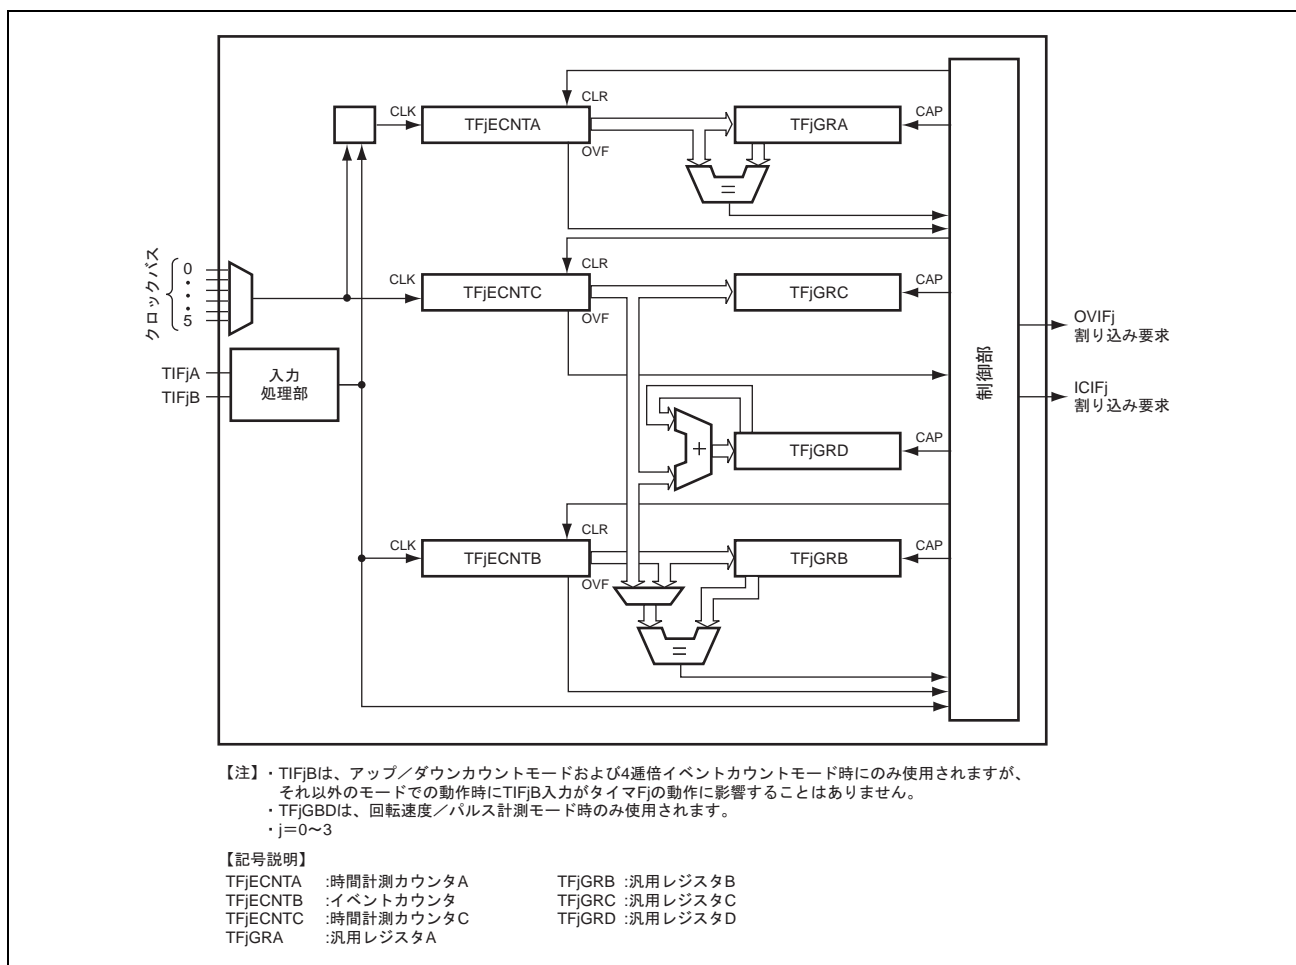 CLR
CLK
TFjECNTA
TFjGRA
CAP
OVF
=
クロックバス
0
5
CLR
CLK
TFjECNTC
TFjGRC
CAP
OVF
TIFjA
TIFjB
入力
処理部
制御部
OVIFj
割り込み要求
ICIFj
割り込み要求
+
TFjGRD
CAP
CLR
CLK
TFjECNTB
TFjGRB
CAP
OVF
=
【注】・TIFjBは、アップ／ダウンカウントモードおよび4逓倍イベントカウントモード時にのみ使用されますが、
それ以外のモードでの動作時にTIFjB入力がタイマFjの動作に影響することはありません。
・TFjGBDは、回転速度／パルス計測モード時のみ使用されます。
・j＝0〜3
【記号説明】
TFjECNTA :時間計測カウンタA TFjGRB :汎用レジスタB
TFjECNTB :イベントカウンタ TFjGRC :汎用レジスタC
TFjECNTC :時間計測カウンタC TFjGRD :汎用レジスタD
TFjGRA :汎用レジスタA